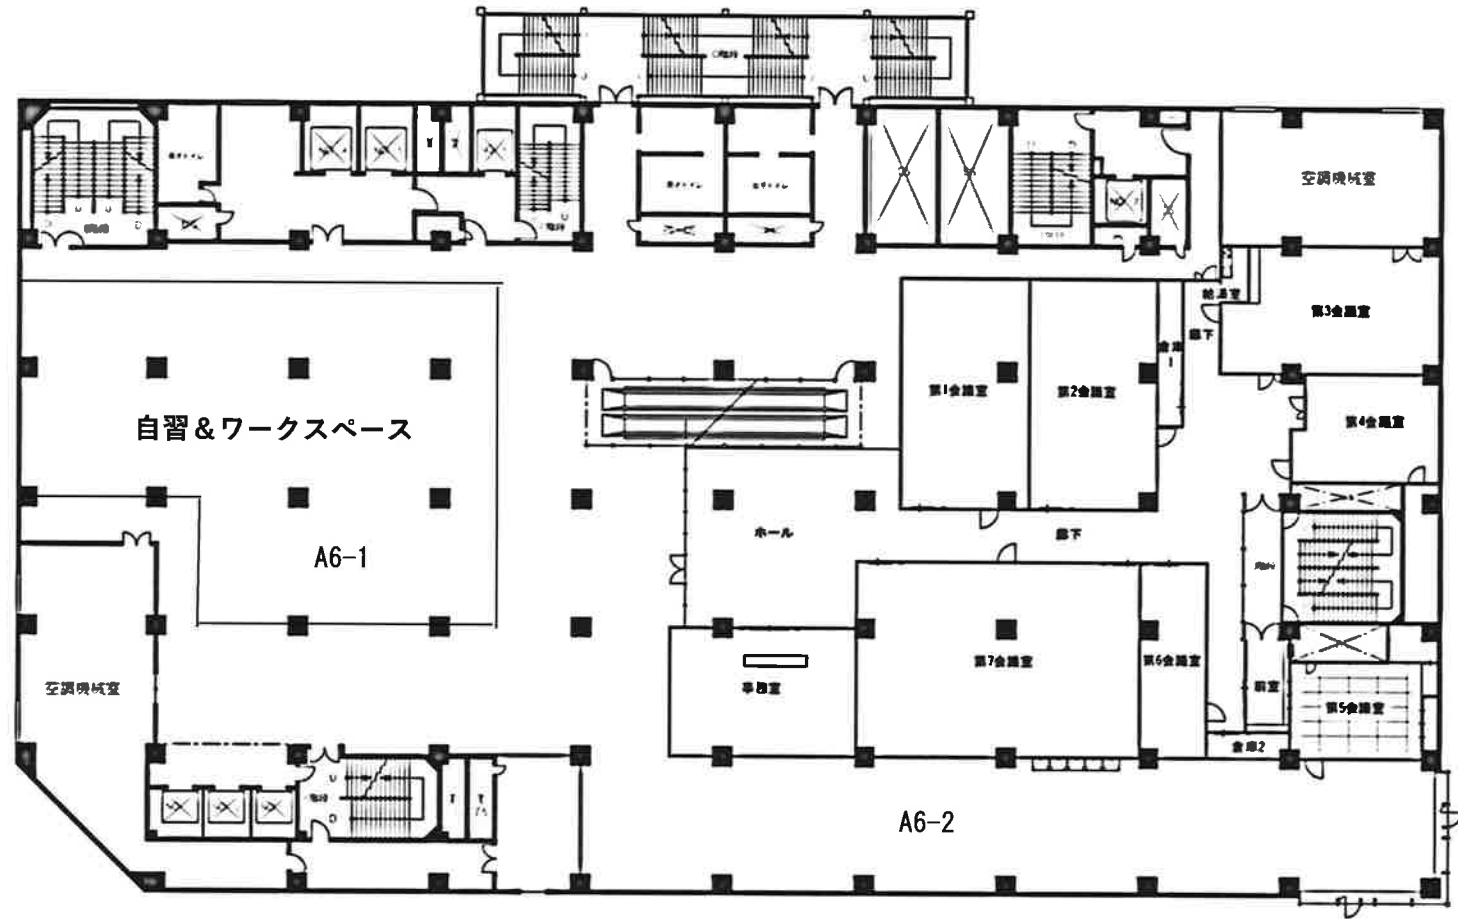 空調機械室
給湯室
第3会議室
廊下
倉庫1
第1会議室
第2会議室
第4会議室
自習&ワークスペース
ホール
廊下
A6-1
第7会議室
第6会議室
空調機械室
事務室
前室
第5会議室
倉庫2
A6-2